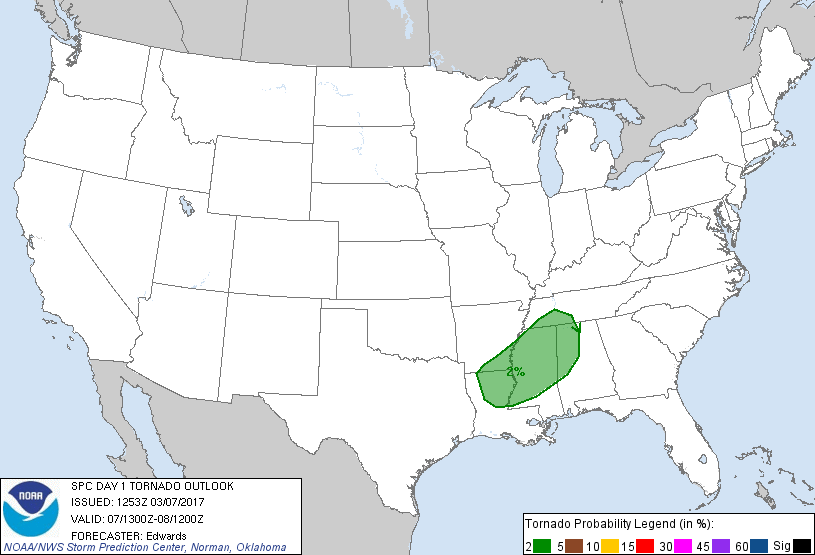 2%
NOAA
SPC DAY 1 TORNADO OUTLOOK
ISSUED: 1253Z 03/07/2017
VALID: 07/1300Z-08/1200Z
FORECASTER: Edwards
NOAA/NWS Storm Prediction Center, Norman, Oklahoma
Tornado Probability Legend (in %):
2 5 10 15 30 45 60 Sig